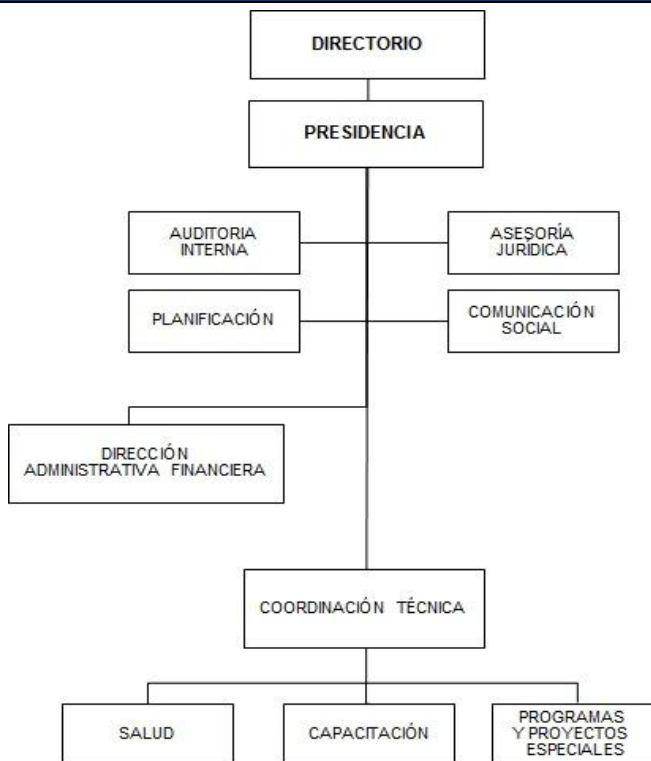 DIRECTORIO
PRESIDENCIA
AUDITORIA
INTERNA
ASESORÍA
JURÍDICA
PLANIFICACIÓN
COMUNICACIÓN
SOCIAL
DIRECCIÓN
ADMINISTRATIVA FINANCIERA
COORDINACIÓN TÉCNICA
SALUD
CAPACITACIÓN
PROGRAMAS
Y PROYECTOS
ESPECIALES